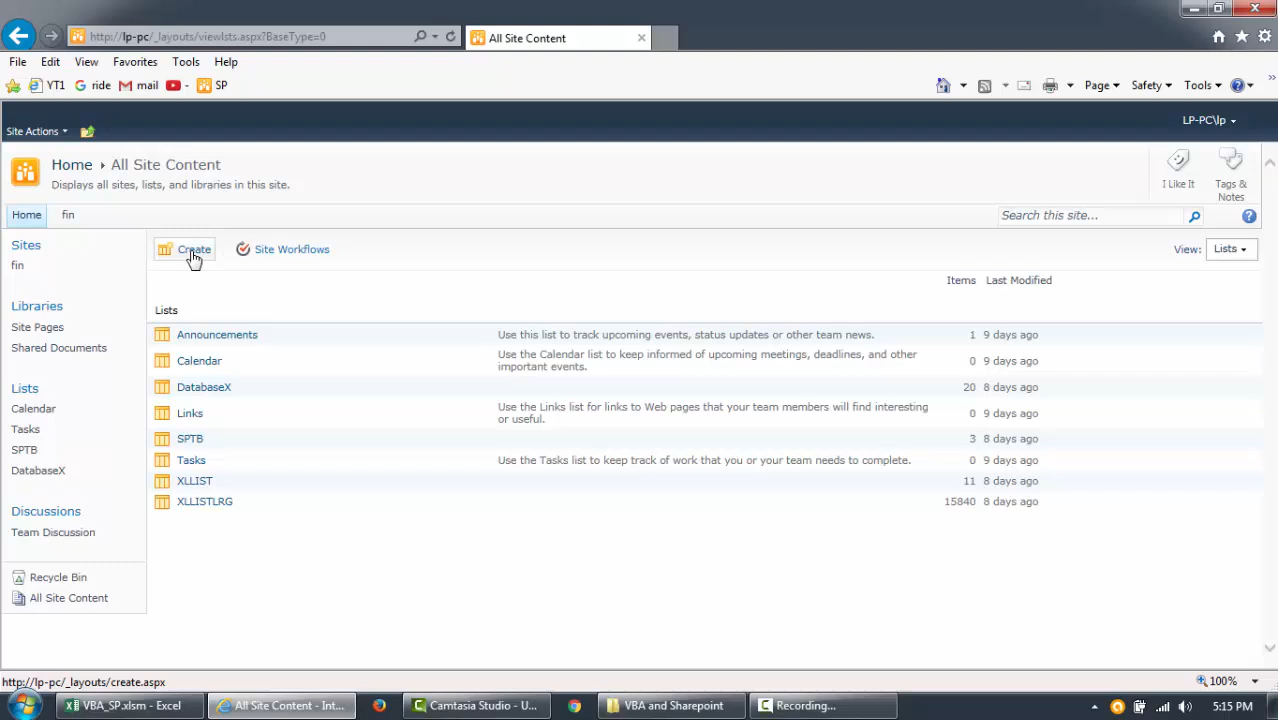 http://lp-pc/_layouts/viewlsts.aspx?BaseType=0
All Site Content
File Edit View Favorites Tools Help
YT1 ride mail SP
Page Safety Tools
Site Actions
LP-PC\lp
Home All Site Content
Displays all sites, lists, and libraries in this site.
I Like It
Tags &
Notes
Home fin
Search this site...
Sites
fin
Libraries
Site Pages
Shared Documents
Lists
Calendar
Tasks
SPTB
DatabaseX
Discussions
Team Discussion
Recycle Bin
All Site Content
Create Site Workflows
View: Lists
Items Last Modified
Lists
Announcements Use this list to track upcoming events, status updates or other team news. 1 9 days ago
Calendar Use the Calendar list to keep informed of upcoming meetings, deadlines, and other
important events. 0 9 days ago
DatabaseX 20 8 days ago
Links Use the Links list for links to Web pages that your team members will find interesting
or useful. 0 9 days ago
SPTB 3 8 days ago
Tasks Use the Tasks list to keep track of work that you or your team needs to complete. 0 9 days ago
XLLIST 11 8 days ago
XLLISTLRG 15840 8 days ago
http://lp-pc/_layouts/create.aspx
100%
VBA_SP.xlsm - Excel
All Site Content - Int...
Camtasia Studio - U...
VBA and Sharepoint
Recording...
5:15 PM